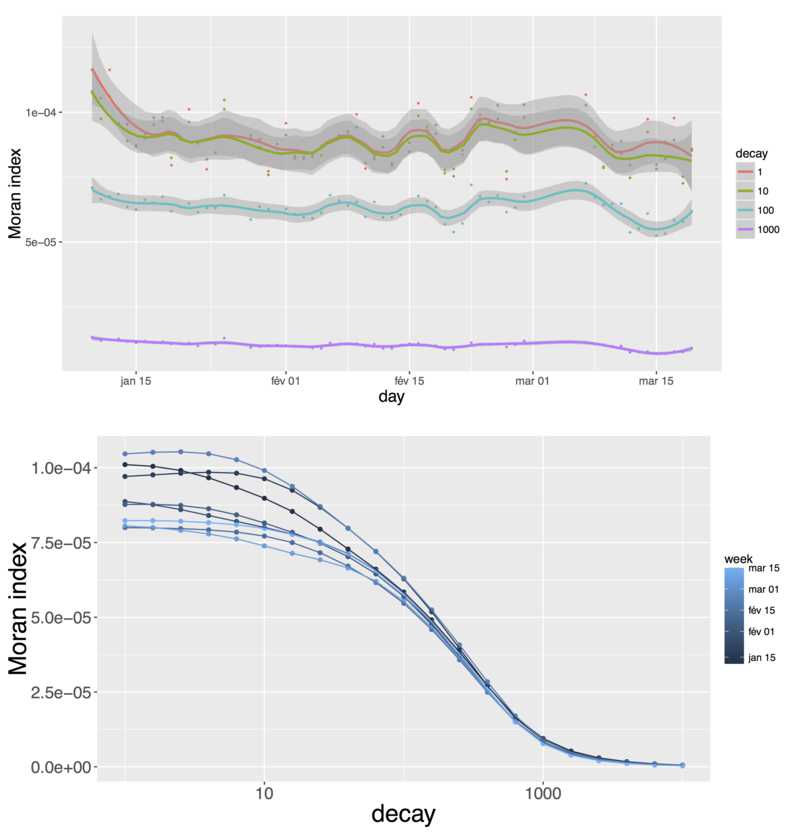 1e−04
5e−05
Moran index
jan 15
fév 01
fév 15
mar 01
mar 15
day
decay
1
10
100
1000
1.0e−04
7.5e−05
5.0e−05
2.5e−05
0.0e+00
Moran index
10
1000
decay
week
mar 15
mar 01
fév 15
fév 01
jan 15